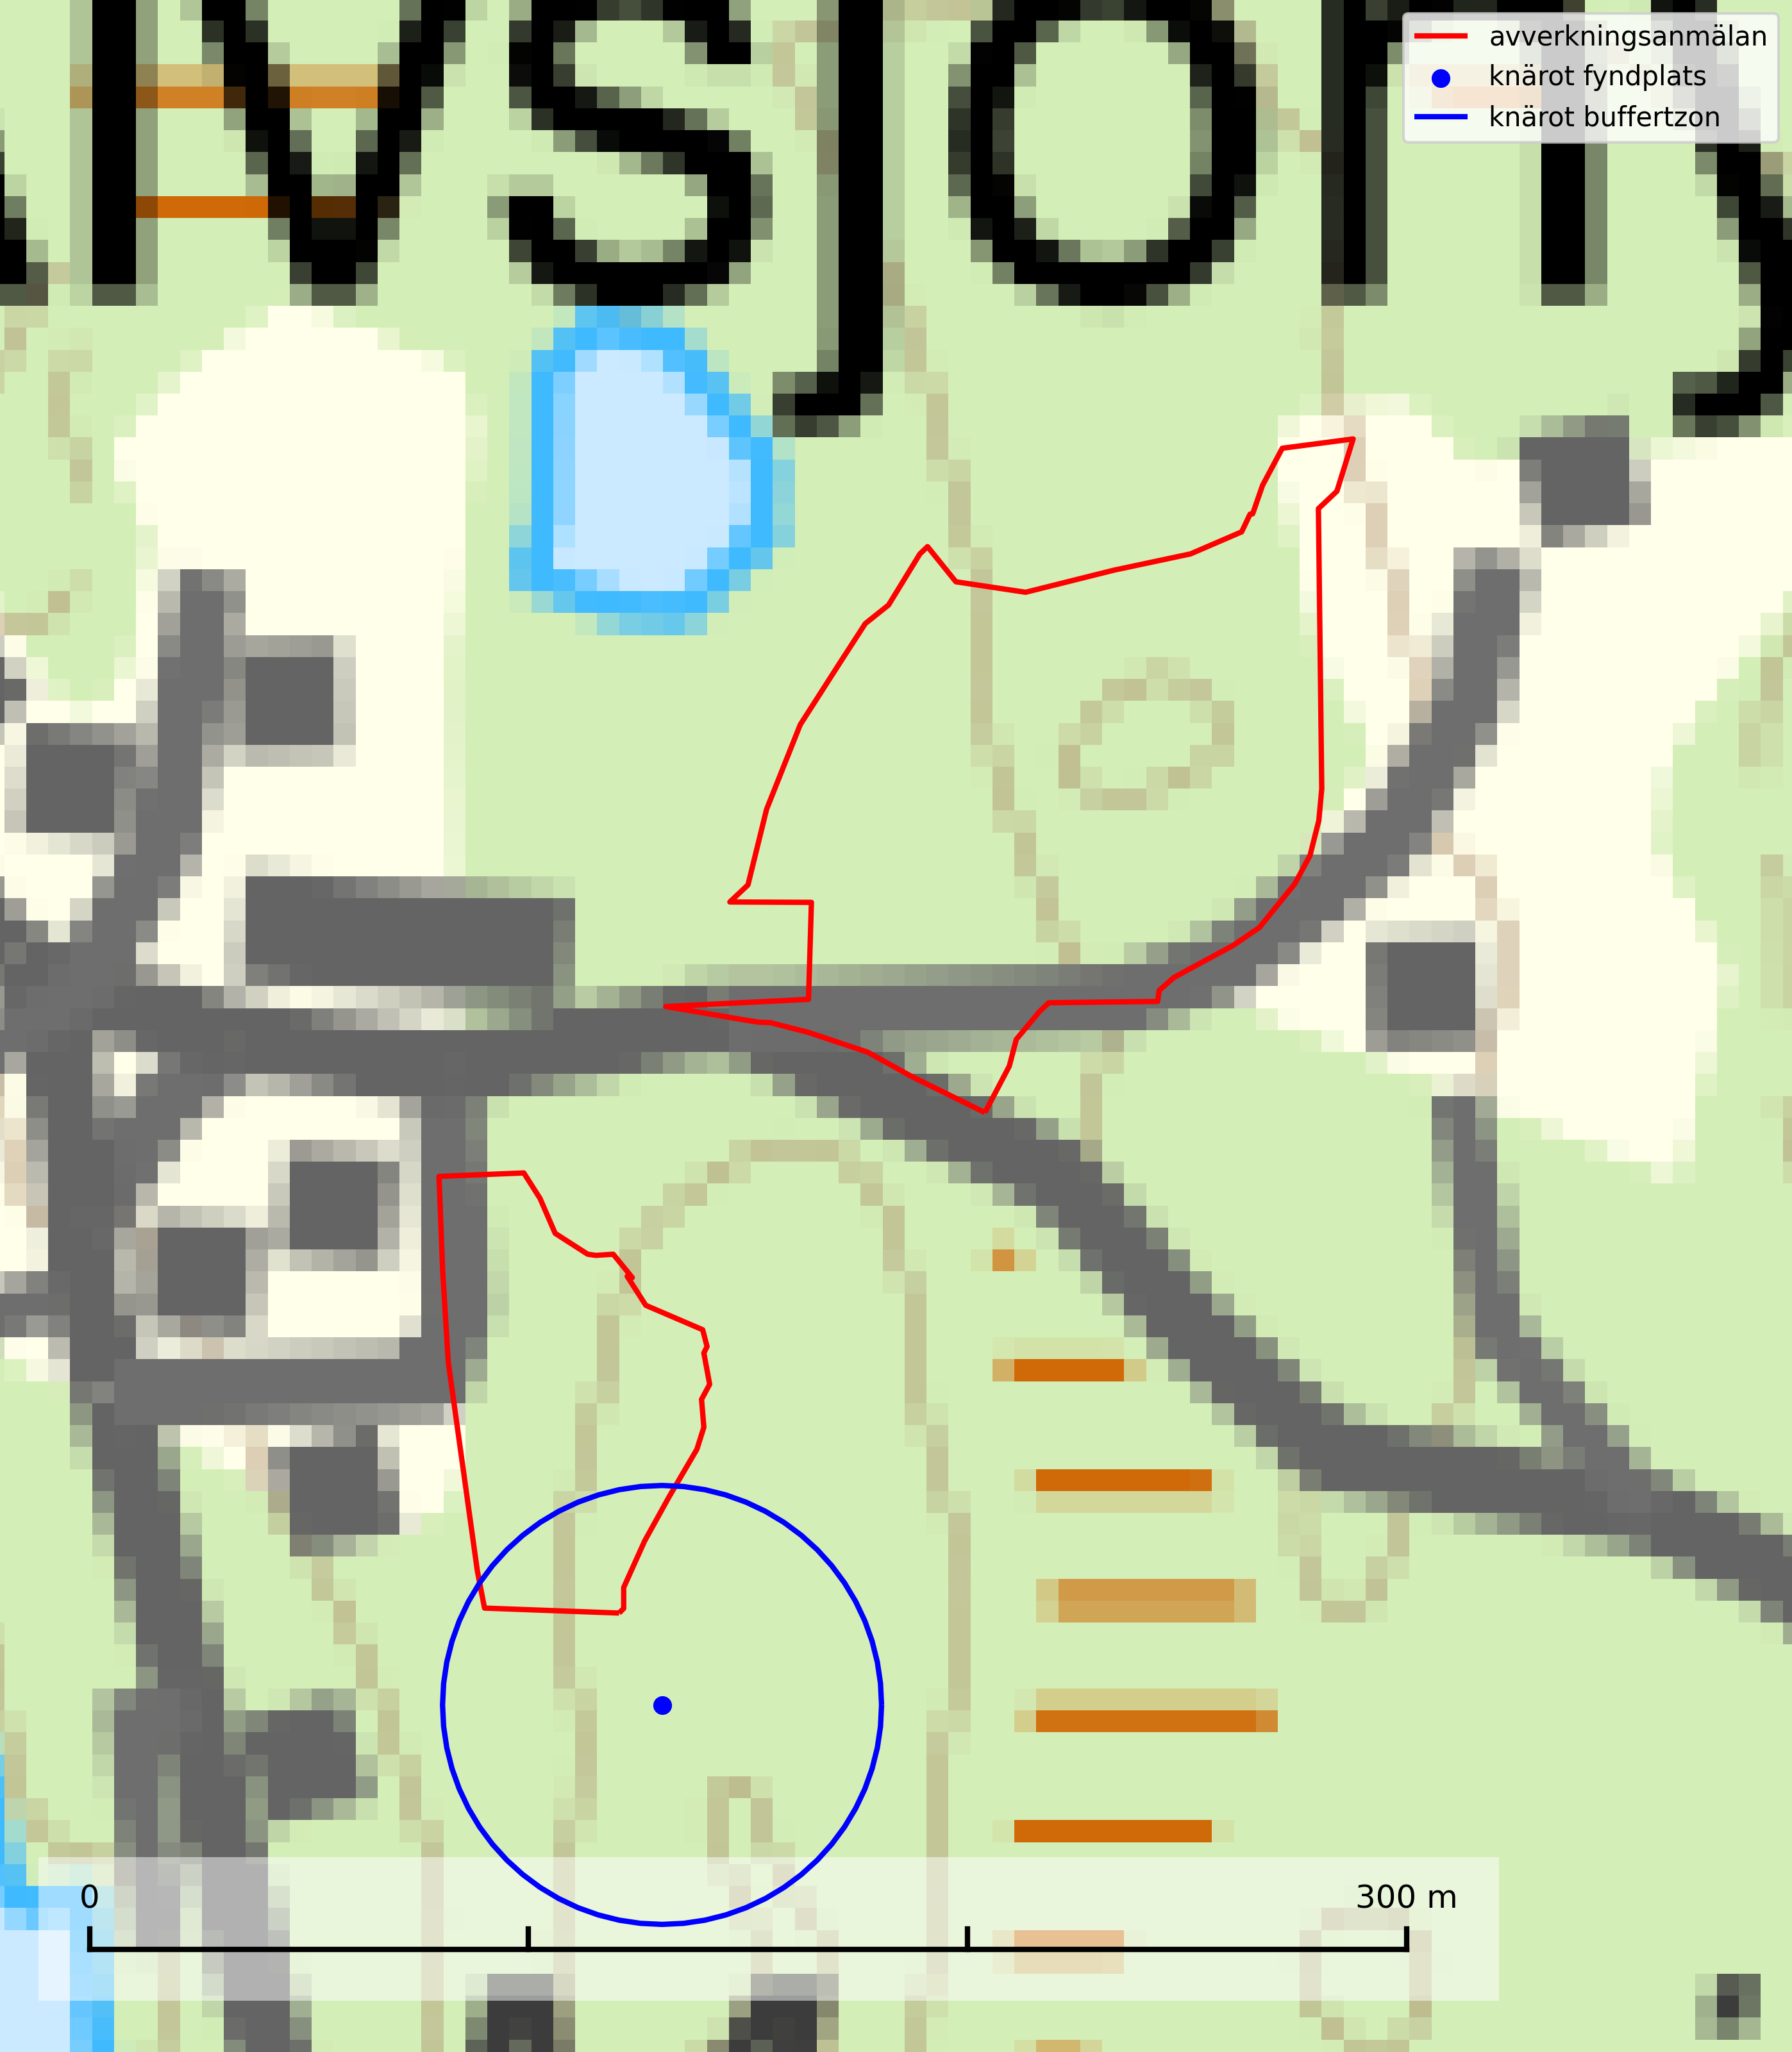 avverkningsanmälan
knärot fyndplats
knärot buffertzon
0
300 m